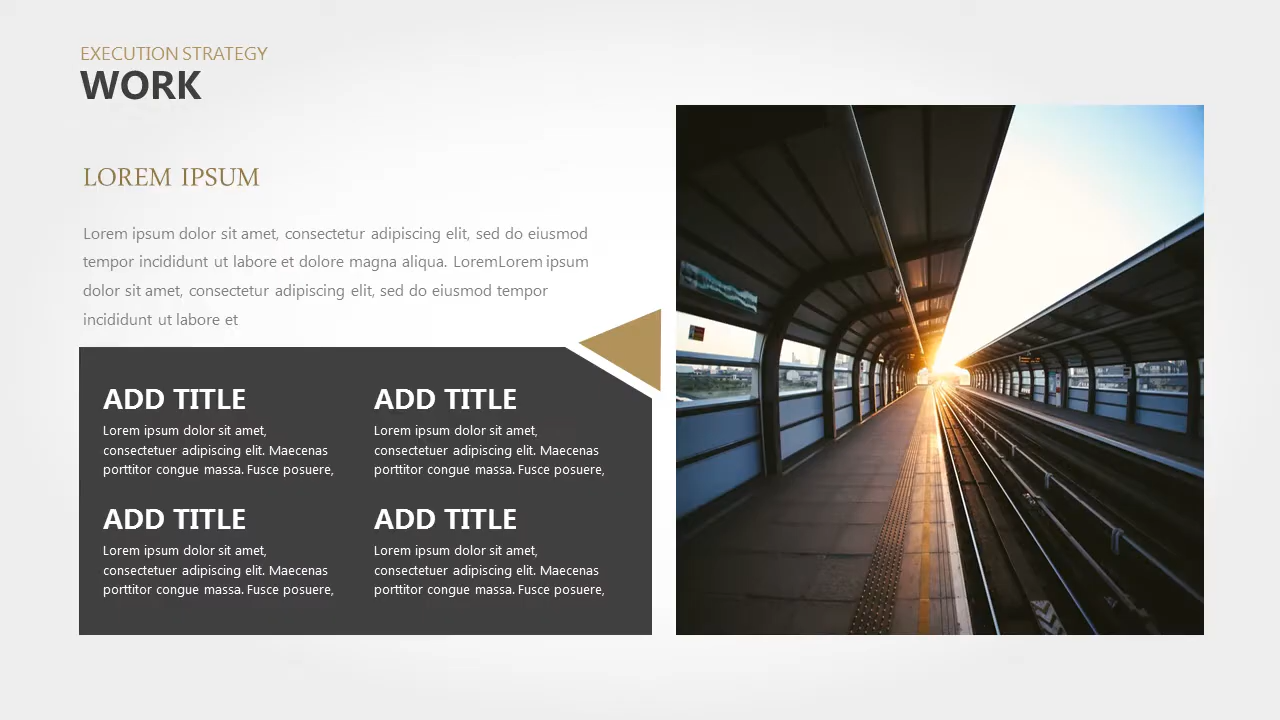 EXECUTION STRATEGY
WORK
LOREM IPSUM
Lorem ipsum dolor sit amet, consectetur adipiscing elit, sed do eiusmod
tempor incididunt ut labore et dolore magna aliqua. LoremLorem ipsum
dolor sit amet, consectetur adipiscing elit, sed do eiusmod tempor
incididunt ut labore et
ADD TITLE
Lorem ipsum dolor sit amet,
consectetuer adipiscing elit. Maecenas
porttitor congue massa. Fusce posuere,
ADD TITLE
Lorem ipsum dolor sit amet,
consectetuer adipiscing elit. Maecenas
porttitor congue massa. Fusce posuere,
ADD TITLE
Lorem ipsum dolor sit amet,
consectetuer adipiscing elit. Maecenas
porttitor congue massa. Fusce posuere,
ADD TITLE
Lorem ipsum dolor sit amet,
consectetuer adipiscing elit. Maecenas
porttitor congue massa. Fusce posuere,